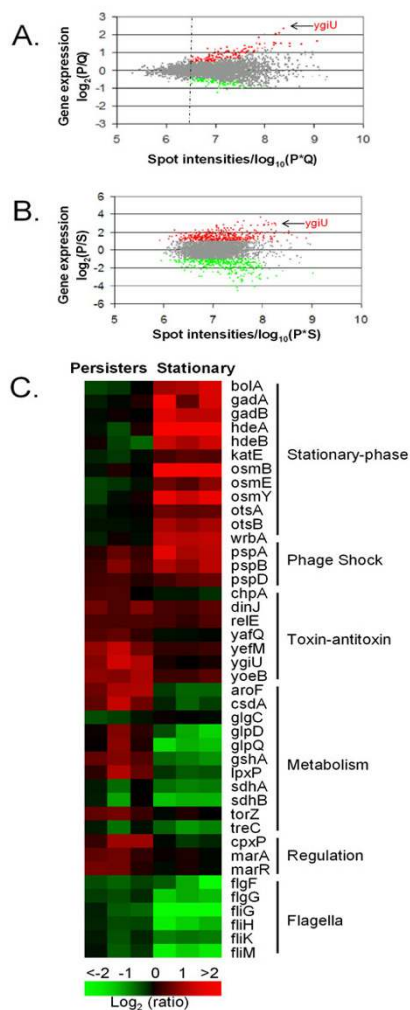 A.
Gene expression
log2(P/Q)
3
2
1
0
-1
-2
-3
ygiU
5 6 7 8 9 10
Spot intensities/log10(P*Q)
B.
Gene expression
log2(P/S)
6
4
2
0
-2
-4
-6
ygiU
5 6 7 8 9 10
Spot intensities/log10(P*S)
C.
Persisters Stationary
bolA
gadA
gadB
hdeA
hdeB
katE
osmB
osmE
osmY
otsA
otsB
wrbA
Stationary-phase
pspA
pspB
pspD
Phage Shock
chpA
dinJ
relE
yafQ
yefM
ygiU
yoeB
Toxin-antitoxin
aroF
csdA
glgC
glpD
glpQ
gshA
lpxP
sdhA
sdhB
torZ
treC
Metabolism
cpxP
marA
marR
Regulation
flgF
flgG
fliG
fliH
fliK
fliM
Flagella
<-2 -1 0 1 >2
Log2 (ratio)